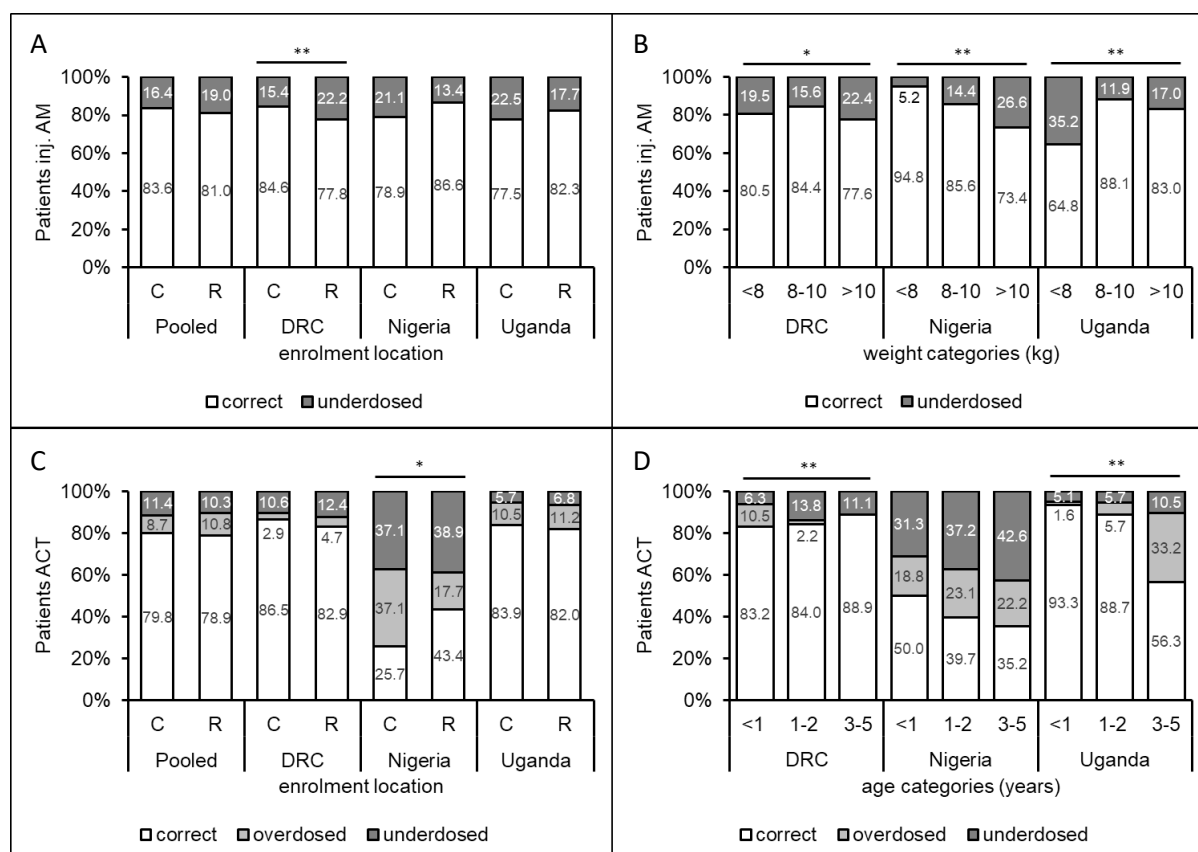 A
**
Patients inj. AM
100%
80%
60%
40%
20%
0%
16.4 19.0 15.4 22.2 21.1 13.4 22.5 17.7
83.6 81.0 84.6 77.8 78.9 86.6 77.5 82.3
C R C R C R C R
Pooled DRC Nigeria Uganda
enrolment location
correct underdosed
B
* ** **
Patients inj. AM
100%
80%
60%
40%
20%
0%
19.5 15.6 22.4 5.2 14.4 26.6 35.2 11.9 17.0
80.5 84.4 77.6 94.8 85.6 73.4 64.8 88.1 83.0
<8 8-10 >10 <8 8-10 >10 <8 8-10 >10
DRC Nigeria Uganda
weight categories (kg)
correct underdosed
C
*
Patients ACT
100%
80%
60%
40%
20%
0%
11.4 10.3 10.6 12.4 37.1 38.9 5.7 6.8
8.7 10.8 2.9 4.7 37.1 17.7 10.5 11.2
79.8 78.9 86.5 82.9 25.7 43.4 83.9 82.0
C R C R C R C R
Pooled DRC Nigeria Uganda
enrolment location
correct overdosed underdosed
D
** **
Patients ACT
100%
80%
60%
40%
20%
0%
6.3 13.8 11.1 31.3 37.2 42.6 5.1 5.7 10.5
10.5 2.2 18.8 23.1 22.2 1.6 5.7 33.2
83.2 84.0 88.9 50.0 39.7 35.2 93.3 88.7 56.3
<1 1-2 3-5 <1 1-2 3-5 <1 1-2 3-5
DRC Nigeria Uganda
age categories (years)
correct overdosed underdosed